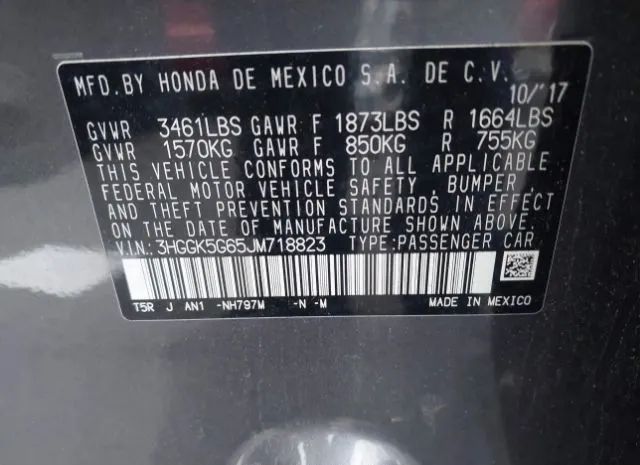 MFD. BY HONDA DE MEXICO S.A. DE C.V.
10/'17
GVWR 3461LBS GAWR F 1873LBS R 1664LBS
GVWR 1570KG GAWR F 850KG R 755KG
THIS VEHICLE CONFORMS TO ALL APPLICABLE
FEDERAL MOTOR VEHICLE SAFETY, BUMPER,
AND THEFT PREVENTION STANDARDS IN EFFECT
ON THE DATE OF MANUFACTURE SHOWN ABOVE.
V.I.N.: 3HGGK5G65JM718823 TYPE: PASSENGER CAR
T5R J AN1 -NH797M -N -M MADE IN MEXICO